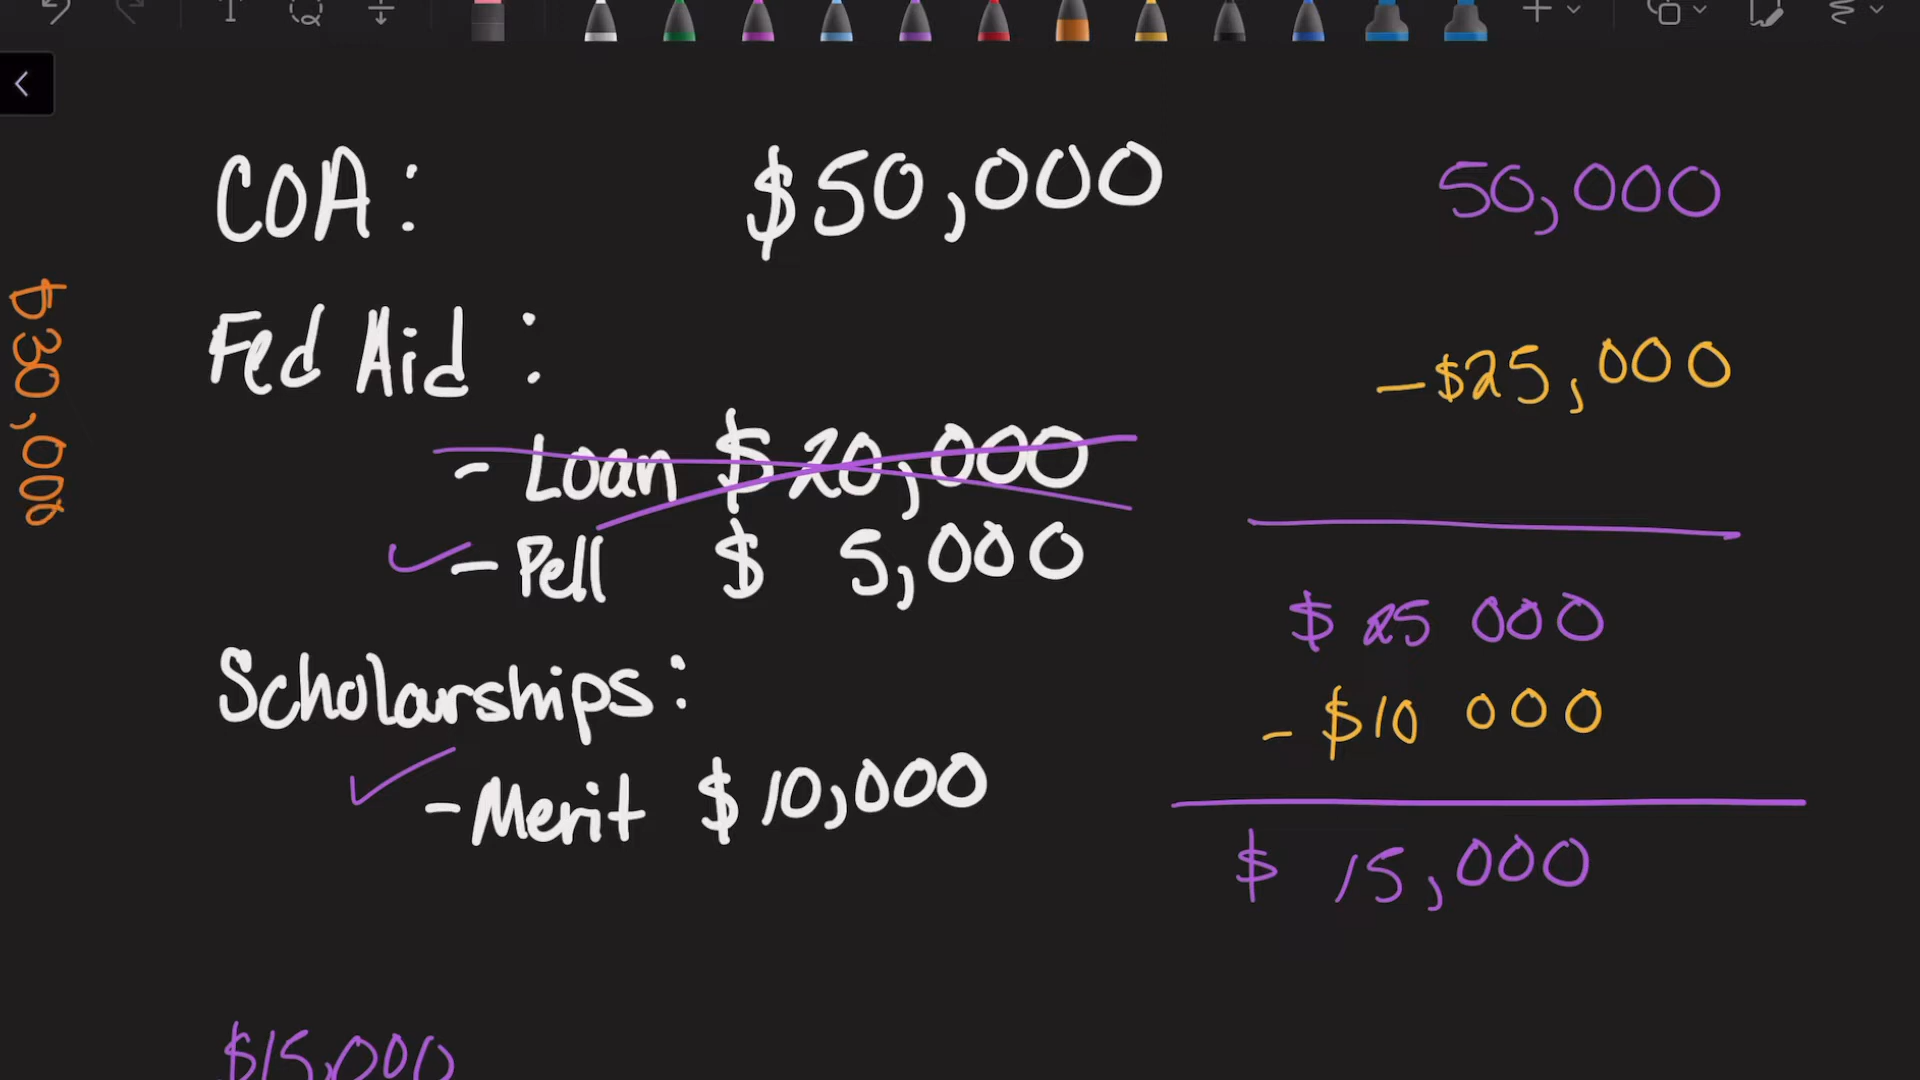 COA: $50,000 50,000
$30,000
Fed Aid: -$25,000
- Loan $20,000
- Pell $ 5,000
$ 25 000
Scholarships: - $10 000
- Merit $10,000
$ 15,000
$15,000